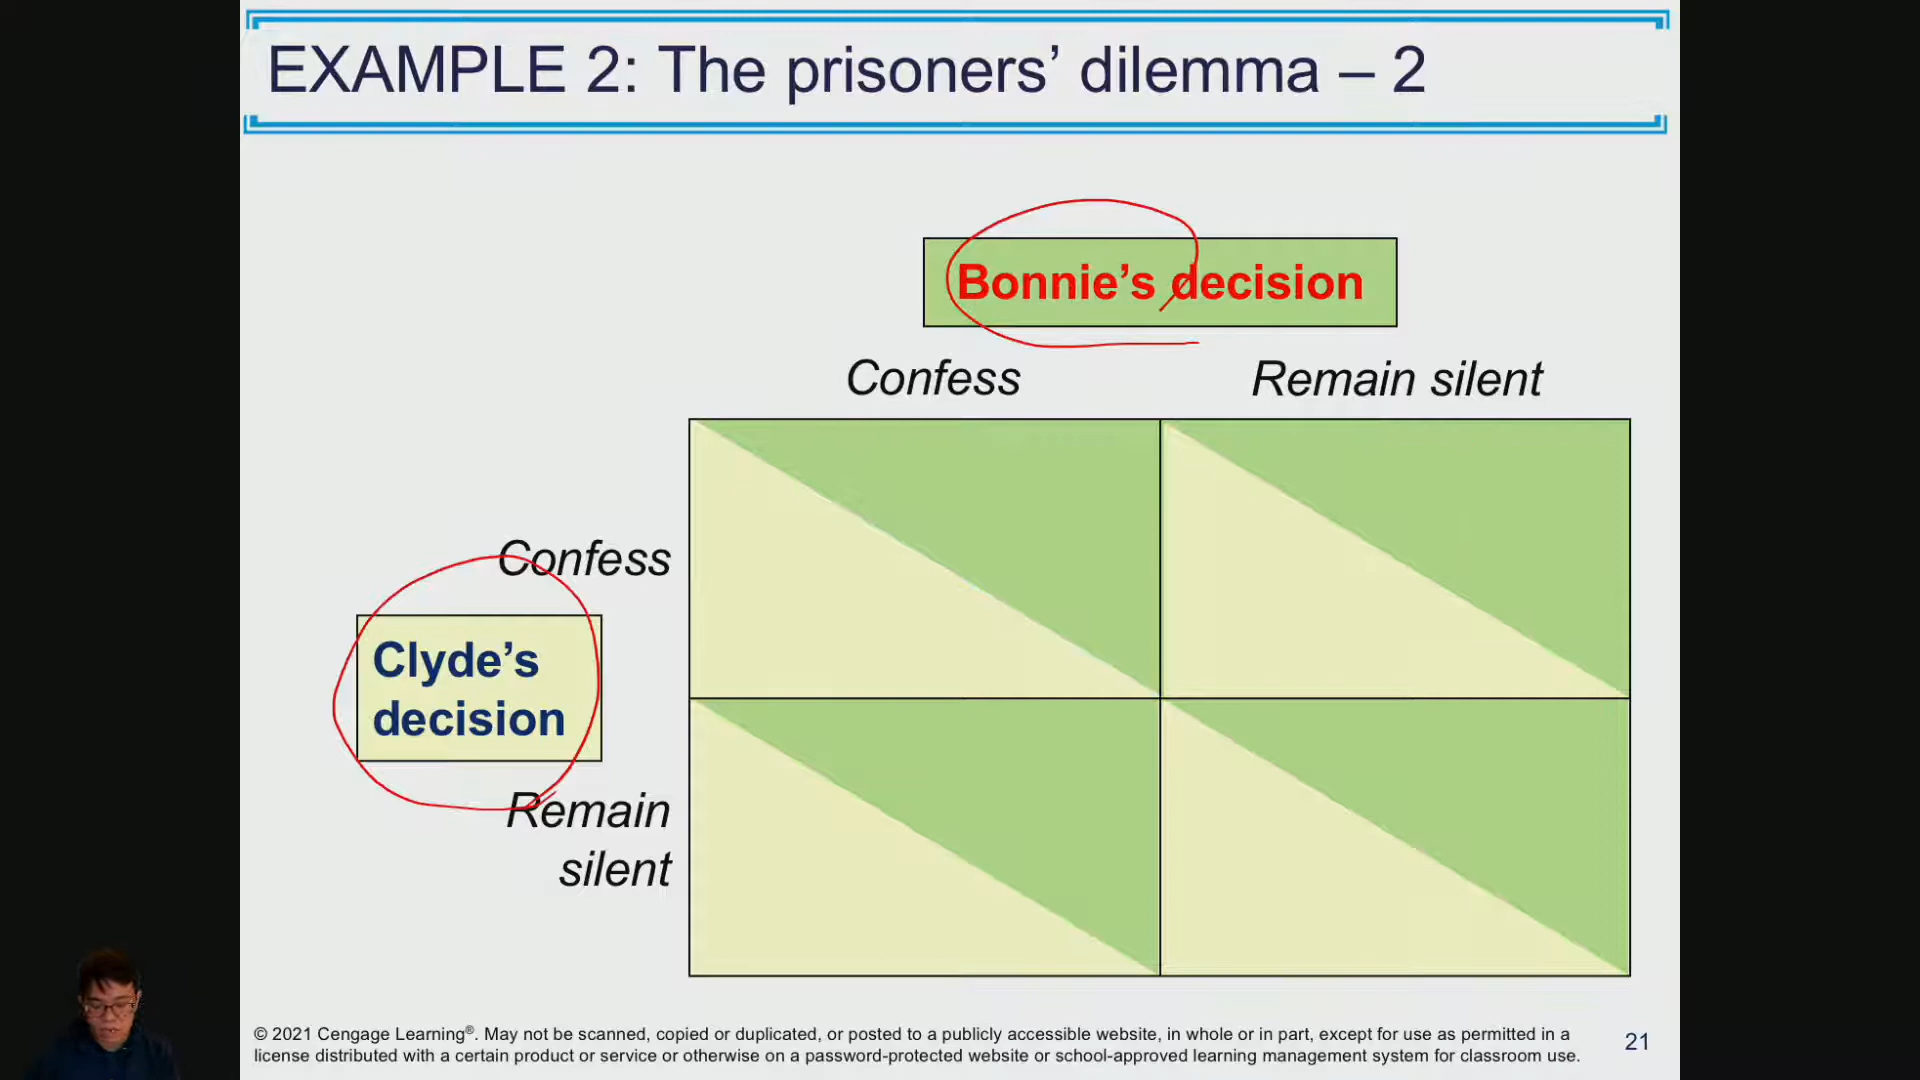 EXAMPLE 2: The prisoners’ dilemma – 2
Bonnie’s decision
Confess
Remain silent
Confess
Clyde’s
decision
Remain
silent
© 2021 Cengage Learning®. May not be scanned, copied or duplicated, or posted to a publicly accessible website, in whole or in part, except for use as permitted in a
license distributed with a certain product or service or otherwise on a password-protected website or school-approved learning management system for classroom use.
21